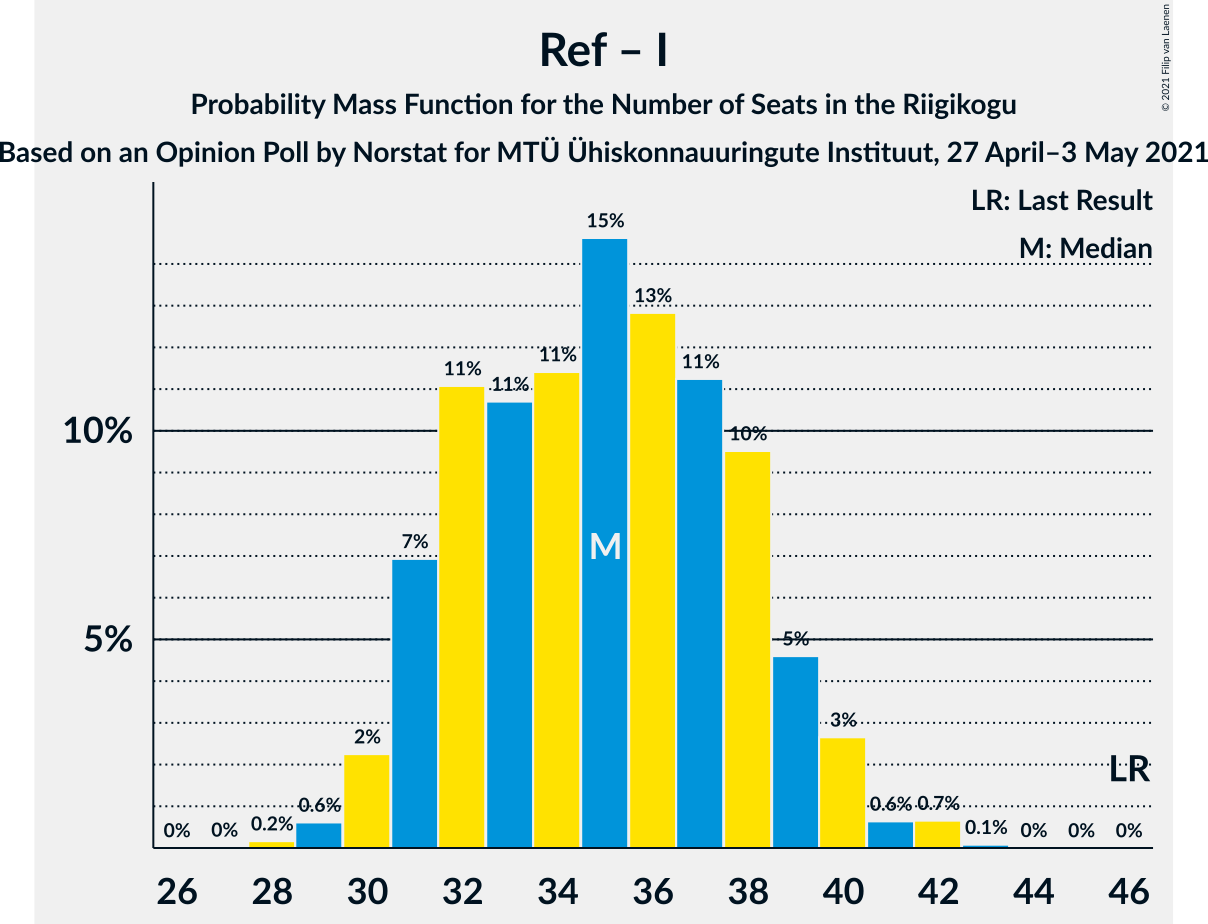 Ref – I
Probability Mass Function for the Number of Seats in the Riigikogu
Based on an Opinion Poll by Norstat for MTÜ Ühiskonnauuringute Instituut, 27 April–3 May 2021
© 2021 Filip van Laenen
LR: Last Result
M: Median
15%
13%
11% 11% 11% 11%
10% 10%
7%
M
5% 5%
3%
2%
LR
0.6% 0.6% 0.7%
0% 0% 0.2% 0.1% 0% 0% 0%
26 28 30 32 34 36 38 40 42 44 46